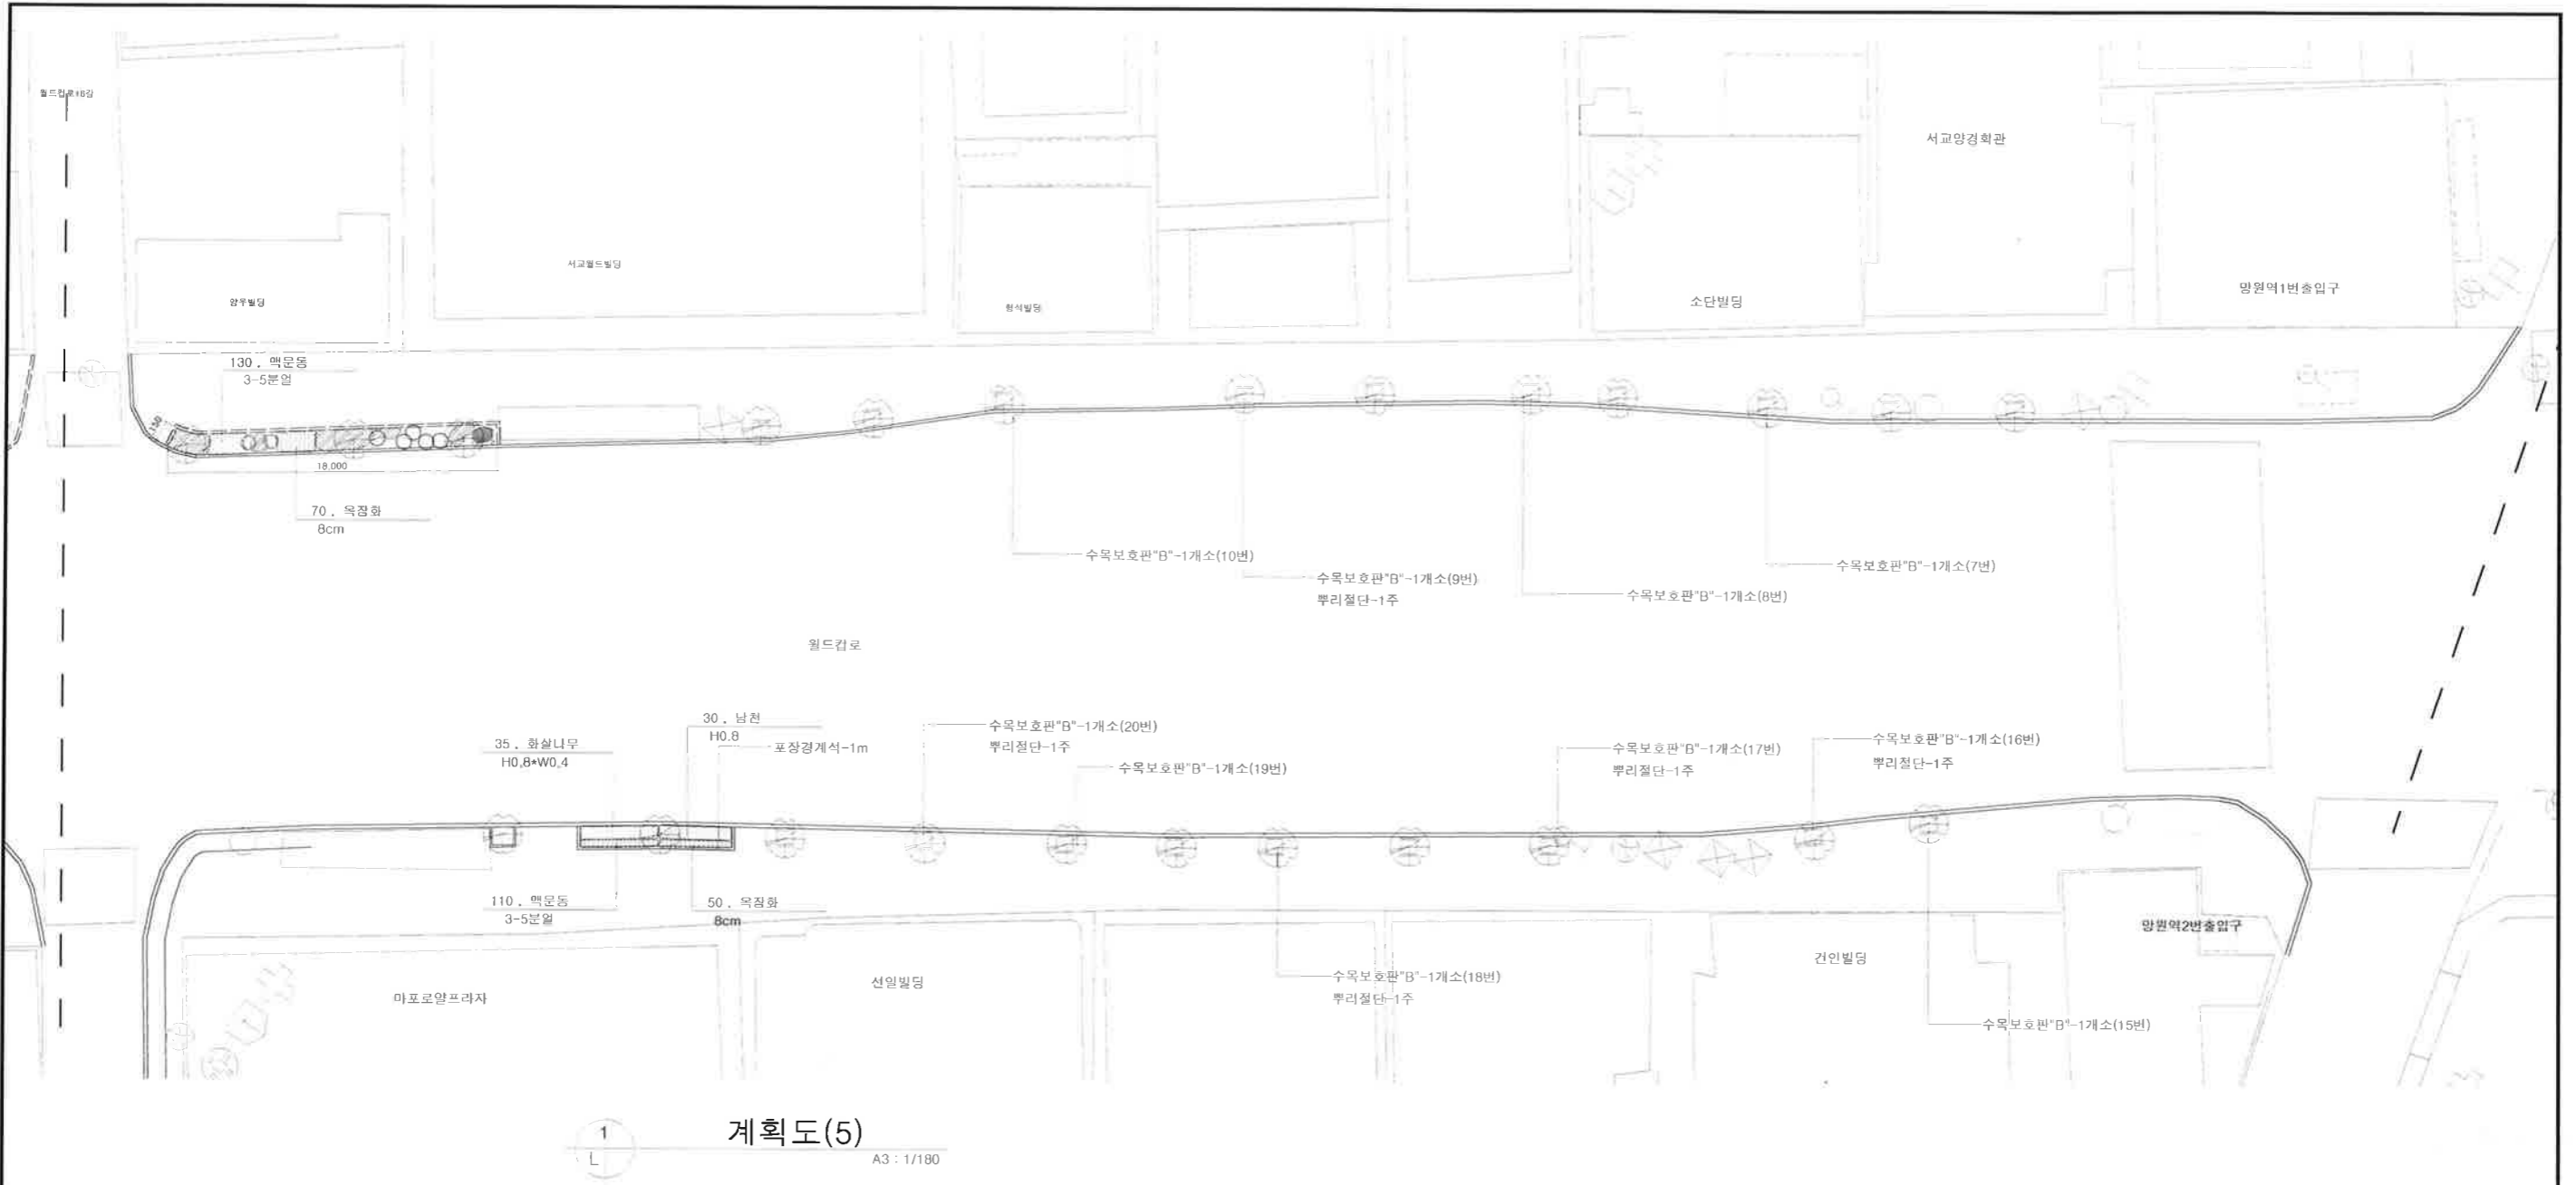 월드컵로18길
서교양경회관
서교월드빌딩
망원역1번출입구
소단빌딩
형석빌딩
130, 맥문동
3-5분얼
18.000
70, 옥잠화
8cm
수목보호판"B"-1개소(10번)
수목보호판"B"-1개소(9번)
뿌리절단-1주
수목보호판"B"-1개소(8번)
수목보호판"B"-1개소(7번)
월드컵로
35, 화살나무
H0.8*W0.4
30, 남천
H0.8
포장경계석-1m
수목보호판"B"-1개소(20번)
뿌리절단-1주
수목보호판"B"-1개소(19번)
수목보호판"B"-1개소(17번)
뿌리절단-1주
수목보호판"B"-1개소(16번)
뿌리절단-1주
110, 맥문동
3-5분얼
50, 옥잠화
8cm
망원역2번출입구
건인빌딩
선일빌딩
마포로얄프라자
수목보호판"B"-1개소(18번)
뿌리절단-1주
수목보호판"B"-1개소(15번)
1
L
계획도(5)
A3 : 1/180